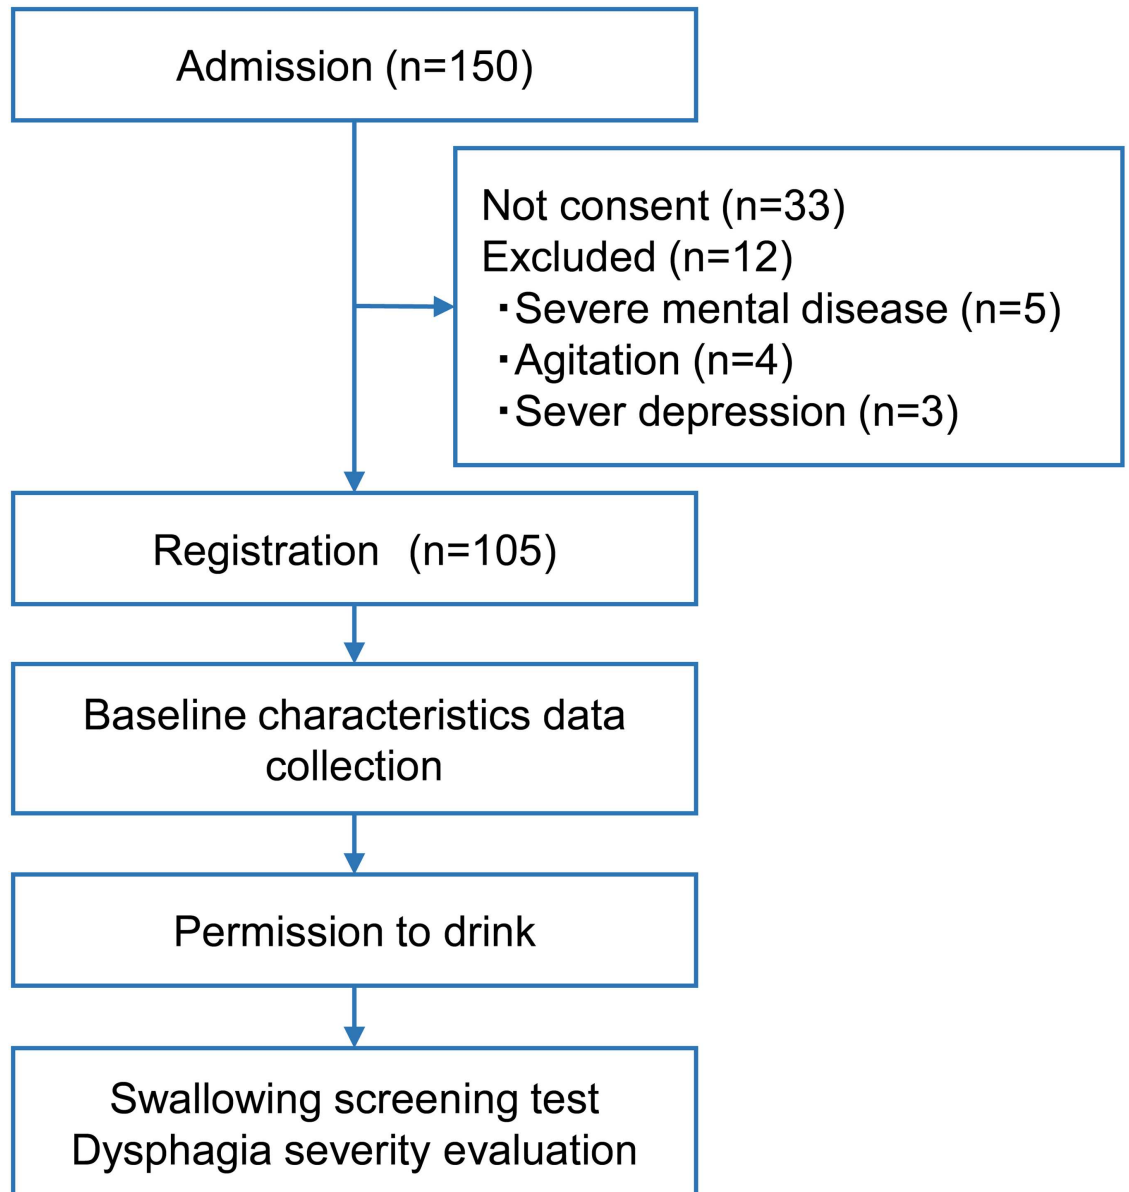 Admission (n=150)
Not consent (n=33)
Excluded (n=12)
・Severe mental disease (n=5)
・Agitation (n=4)
・Sever depression (n=3)
Registration (n=105)
Baseline characteristics data
collection
Permission to drink
Swallowing screening test
Dysphagia severity evaluation